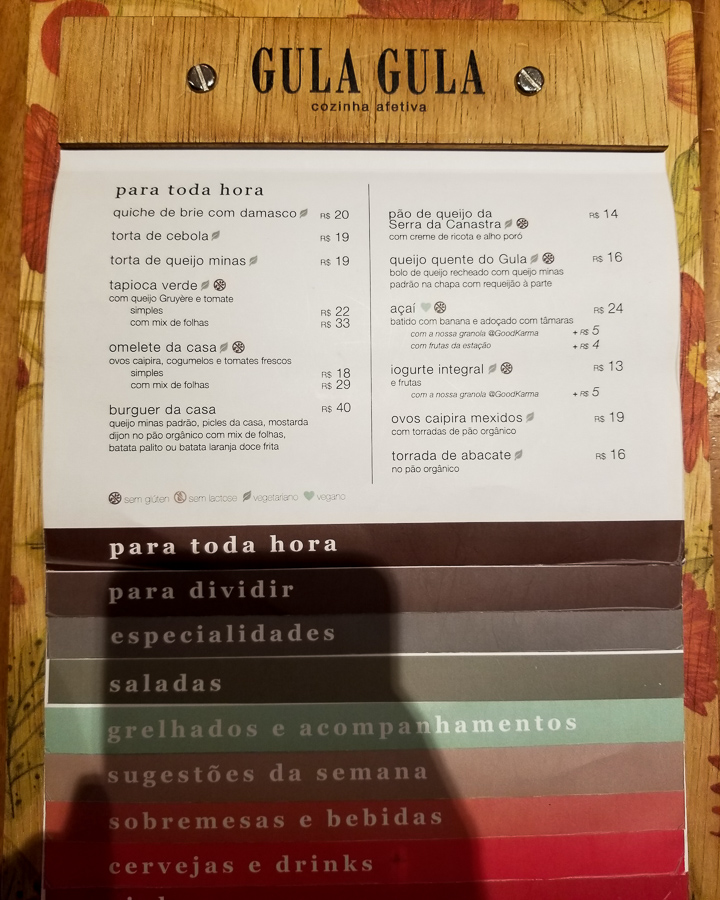 GULA GULA
cozinha afetiva
para toda hora
quiche de brie com damasco R$ 20
torta de cebola R$ 19
torta de queijo minas R$ 19
tapioca verde
com queijo Gruyère e tomate
simples R$ 22
com mix de folhas R$ 33
omelete da casa
ovos caipira, cogumelos e tomates frescos
simples R$ 18
com mix de folhas R$ 29
burguer da casa R$ 40
queijo minas padrão, picles da casa, mostarda
dijon no pão orgânico com mix de folhas,
batata palito ou batata laranja doce frita
pão de queijo da R$ 14
Serra da Canastra
com creme de ricota e alho poró
queijo quente do Gula R$ 16
bolo de queijo recheado com queijo minas
padrão na chapa com requeijão à parte
açaí R$ 24
batido com banana e adoçado com tâmaras
com a nossa granola @GoodKarma + R$ 5
com frutas da estação + R$ 4
iogurte integral R$ 13
e frutas
com a nossa granola @GoodKarma + R$ 5
ovos caipira mexidos R$ 19
com torradas de pão orgânico
torrada de abacate R$ 16
no pão orgânico
sem glúten sem lactose vegetariano vegano
para toda hora
para dividir
especialidades
saladas
grelhados e acompanhamentos
sugestões da semana
sobremesas e bebidas
cervejas e drinks